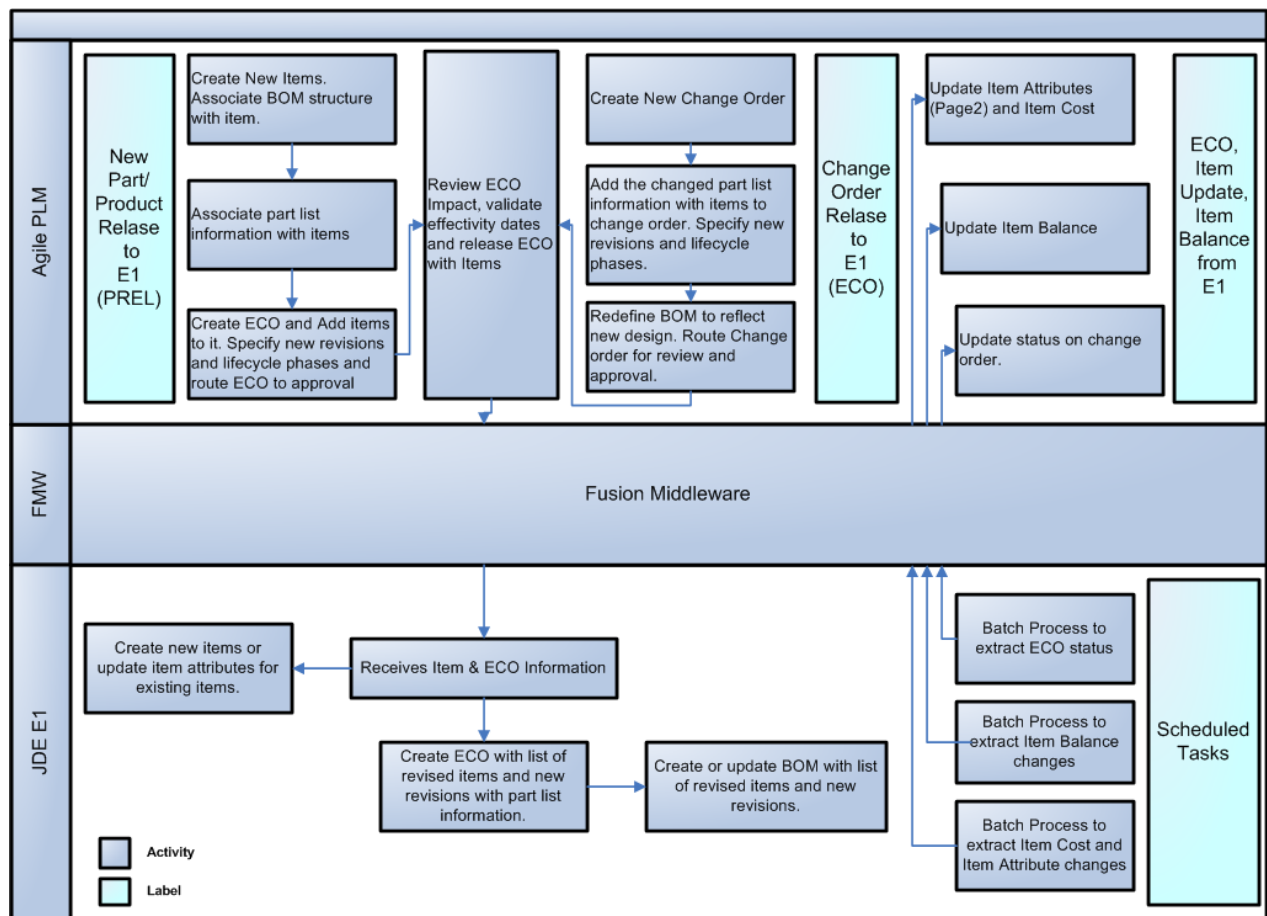 Agile PLM
New
Part/
Product
Relase to
E1
(PREL)
Create New Items.
Associate BOM structure
with item.
Associate part list
information with items
Create ECO and Add items
to it. Specify new revisions
and lifecycle phases and
route ECO to approval
Review ECO
Impact, validate
effectivity dates
and release ECO
with Items
Create New Change Order
Add the changed part list
information with items to
change order. Specify new
revisions and lifecycle
phases.
Redefine BOM to reflect
new design. Route Change
order for review and
approval.
Change
Order
Relase
to
E1
(ECO)
Update Item Attributes
(Page2) and Item Cost
Update Item Balance
Update status on change
order.
ECO,
Item
Update,
Item
Balance
from
E1
FMW
Fusion Middleware
JDE E1
Create new items or
update item attributes for
existing items.
Receives Item & ECO Information
Create ECO with list of
revised items and new
revisions with part list
information.
Create or update BOM with list
of revised items and new
revisions.
Batch Process to
extract ECO status
Batch Process to
extract Item Balance
changes
Batch Process to
extract Item Cost and
Item Attribute changes
Scheduled
Tasks
Activity
Label